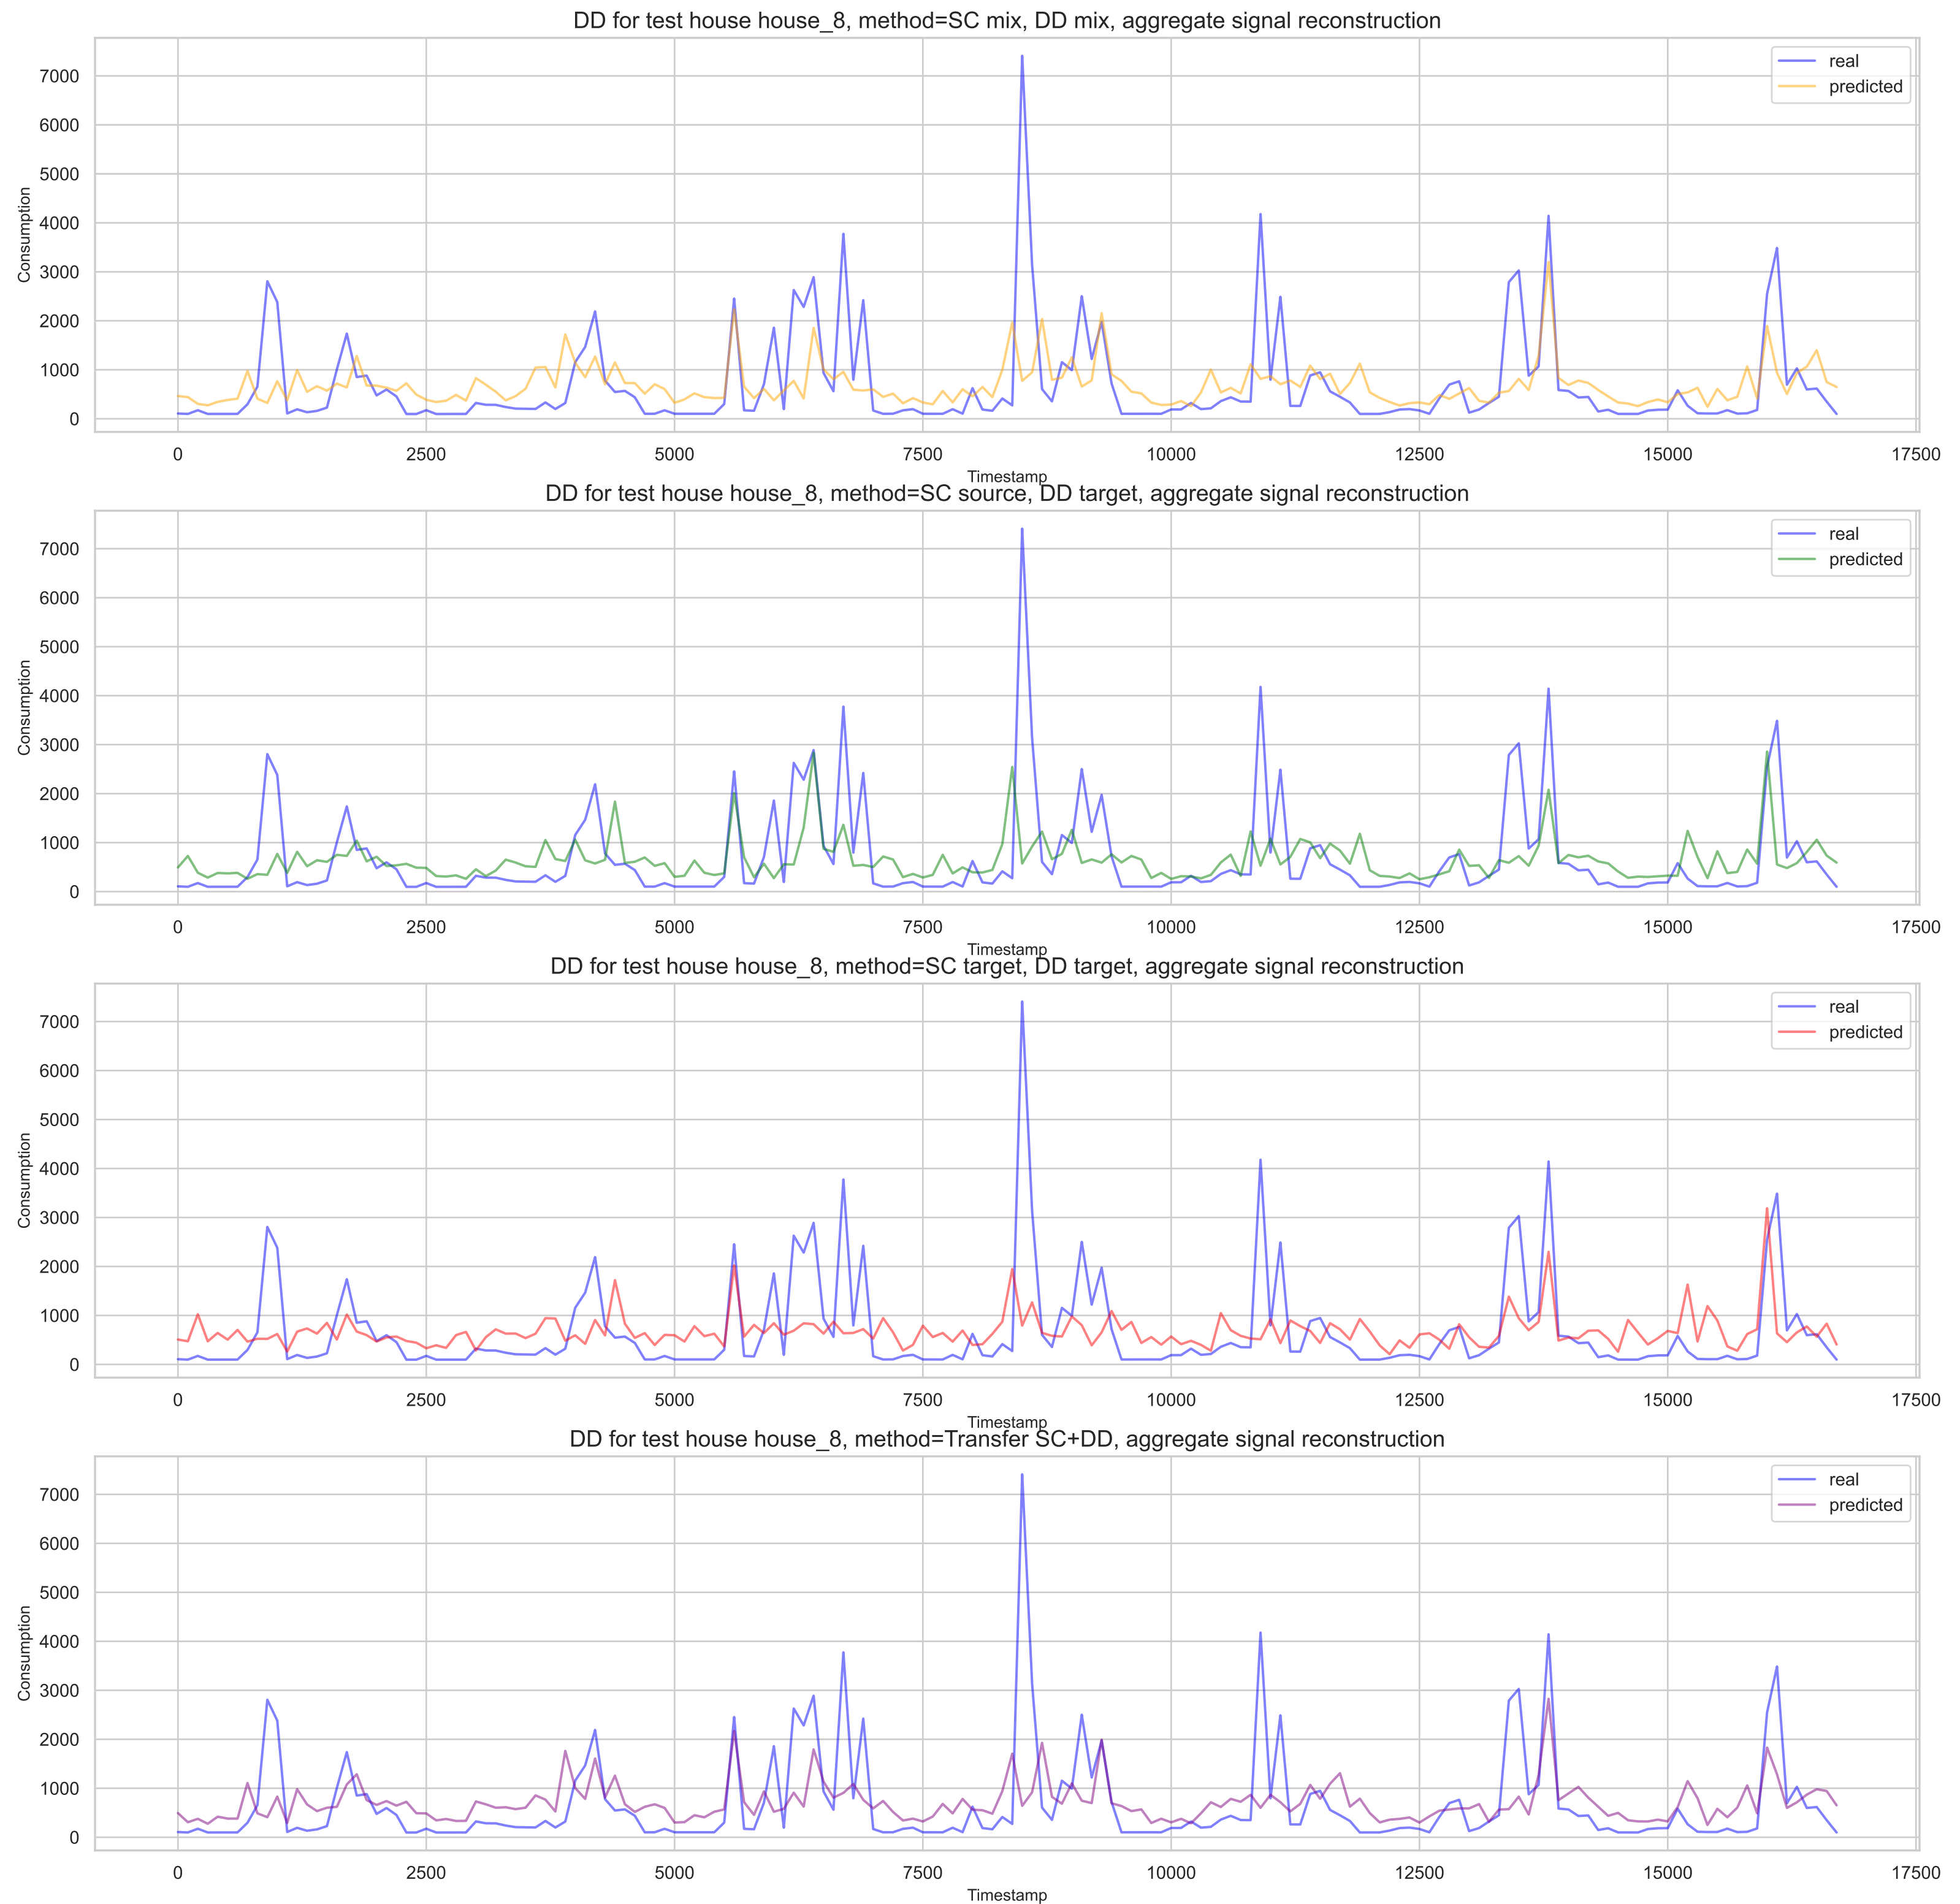 DD for test house house_8, method=SC mix, DD mix, aggregate signal reconstruction
real
predicted
Consumption
7000
6000
5000
4000
3000
2000
1000
0
0 2500 5000 7500 10000 12500 15000 17500
Timestamp
DD for test house house_8, method=SC source, DD target, aggregate signal reconstruction
real
predicted
Consumption
7000
6000
5000
4000
3000
2000
1000
0
0 2500 5000 7500 10000 12500 15000 17500
Timestamp
DD for test house house_8, method=SC target, DD target, aggregate signal reconstruction
real
predicted
Consumption
7000
6000
5000
4000
3000
2000
1000
0
0 2500 5000 7500 10000 12500 15000 17500
Timestamp
DD for test house house_8, method=Transfer SC+DD, aggregate signal reconstruction
real
predicted
Consumption
7000
6000
5000
4000
3000
2000
1000
0
0 2500 5000 7500 10000 12500 15000 17500
Timestamp